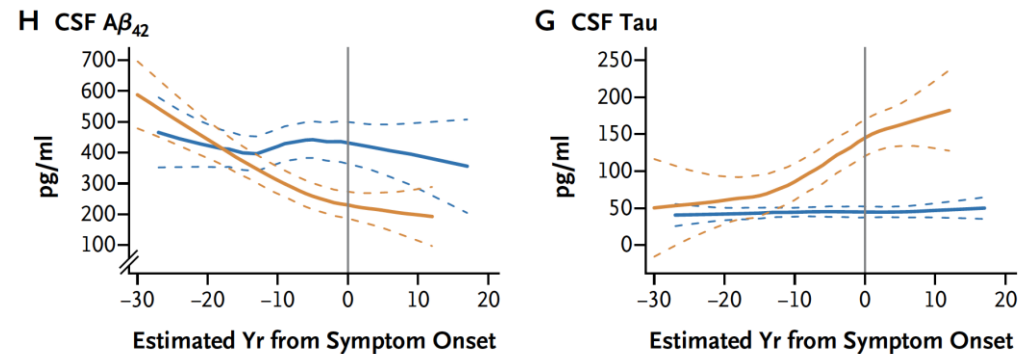 H CSF Aβ42
700
600
500
400
300
200
100
pg/ml
−30 −20 −10 0 10 20
Estimated Yr from Symptom Onset
G CSF Tau
250
200
150
100
50
0
pg/ml
−30 −20 −10 0 10 20
Estimated Yr from Symptom Onset